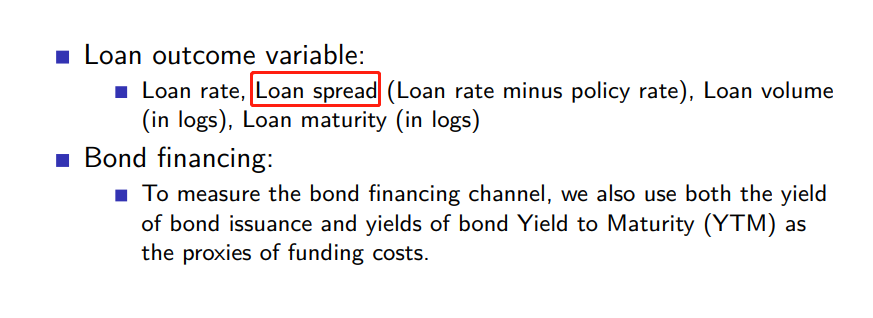 Loan outcome variable:
Loan rate, Loan spread (Loan rate minus policy rate), Loan volume
(in logs), Loan maturity (in logs)
Bond financing:
To measure the bond financing channel, we also use both the yield
of bond issuance and yields of bond Yield to Maturity (YTM) as
the proxies of funding costs.